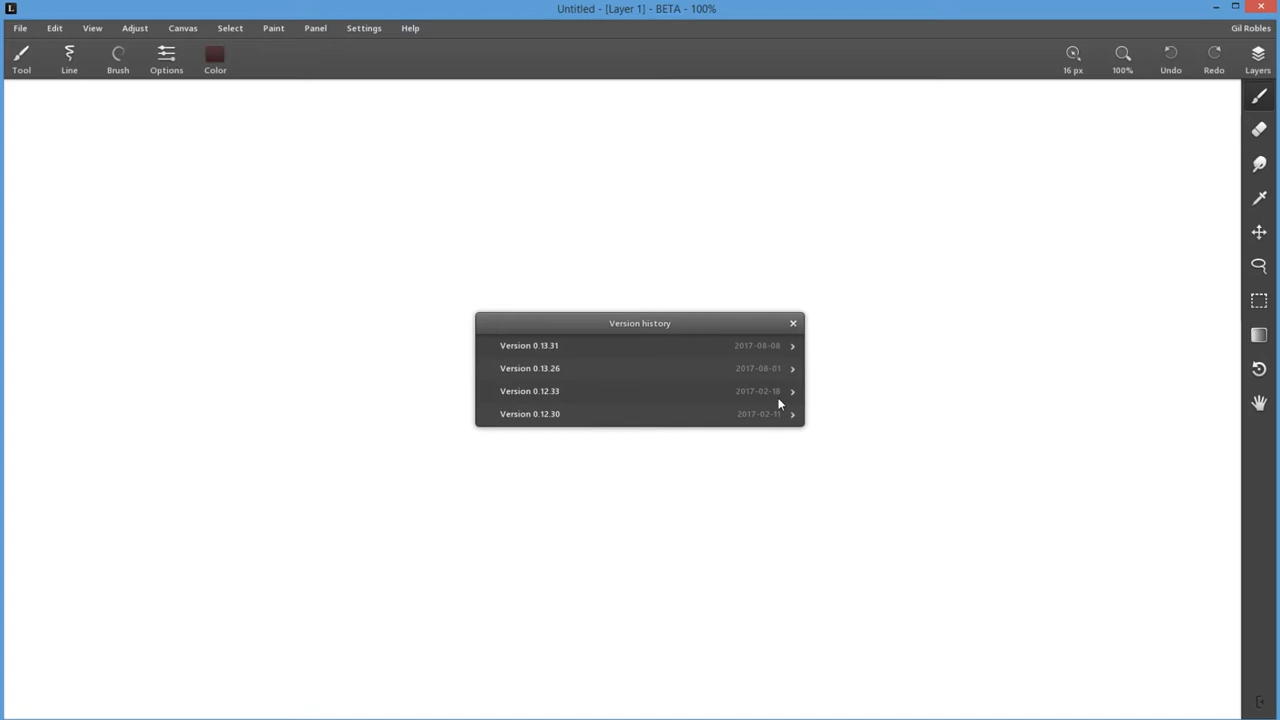 L Untitled - [Layer 1] - BETA - 100%
File Edit View Adjust Canvas Select Paint Panel Settings Help Gil Robles
Tool Line Brush Options Color 16 px 100% Undo Redo Layers
Version history
Version 0.13.31 2017-08-08
Version 0.13.26 2017-08-01
Version 0.12.33 2017-02-18
Version 0.12.30 2017-02-11